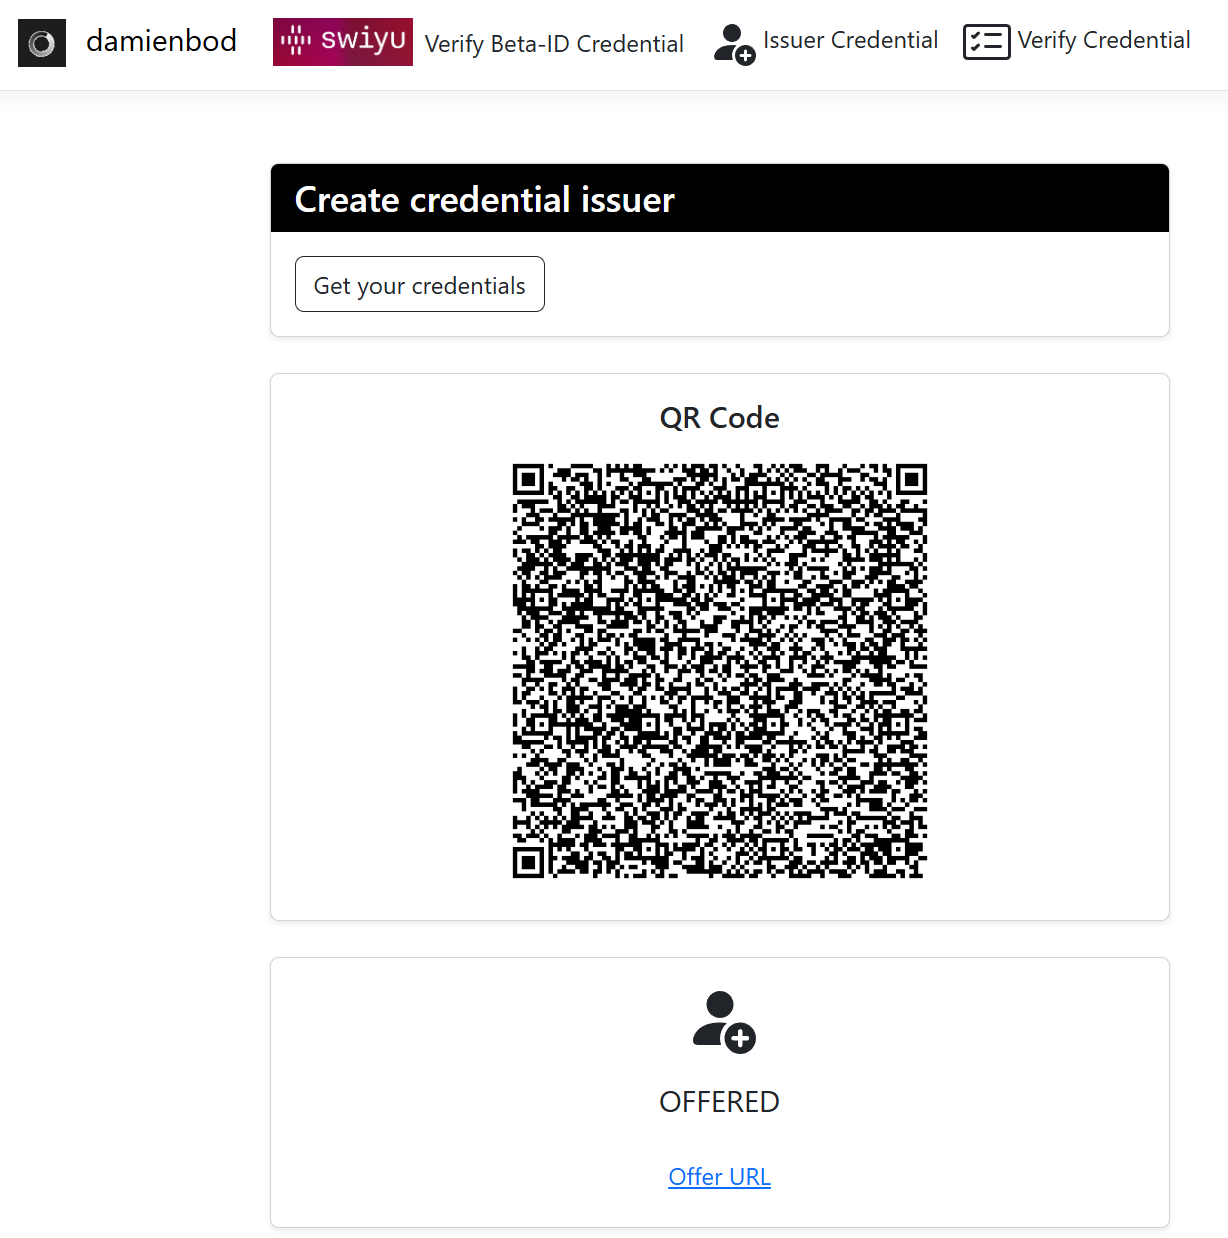 damienbod
swiyu
Verify Beta-ID Credential
Issuer Credential
Verify Credential
Create credential issuer
Get your credentials
QR Code
OFFERED
Offer URL